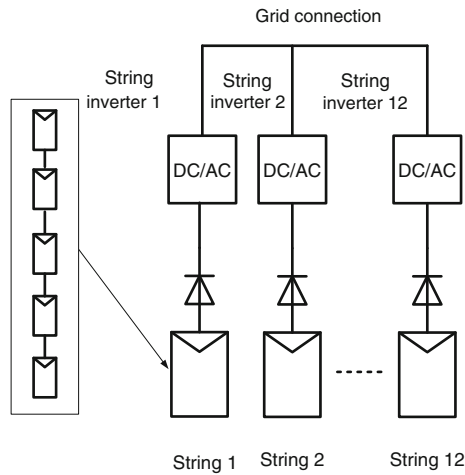 Grid connection
String
inverter 1
String
inverter 2
String
inverter 12
DC/AC
DC/AC
DC/AC
String 1
String 2
String 12